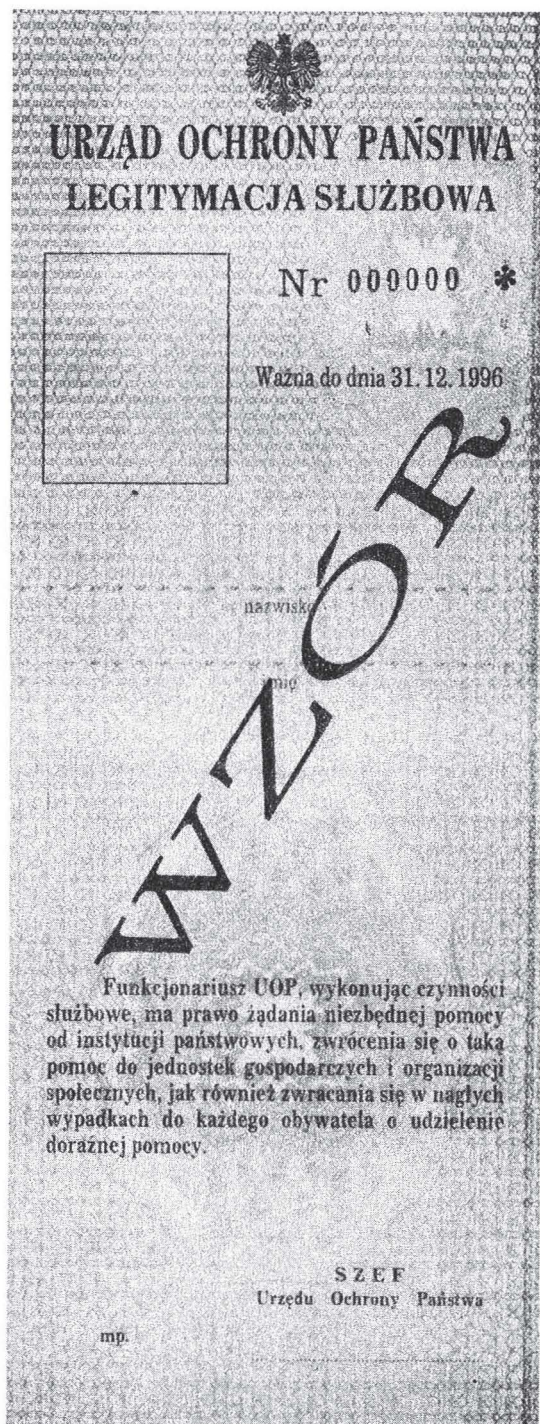 URZĄD OCHRONY PAŃSTWA
LEGITYMACJA SŁUŻBOWA
Nr 000000 *
Ważna do dnia 31.12.1996
WZÓR
nazwisko
imię
Funkcjonariusz UOP, wykonując czynności
służbowe, ma prawo żądania niezbędnej pomocy
od instytucji państwowych, zwrócenia się o taką
pomoc do jednostek gospodarczych i organizacji
społecznych, jak również zwracania się w nagłych
wypadkach do każdego obywatela o udzielenie
doraźnej pomocy.
SZEF
Urzędu Ochrony Państwa
mp.